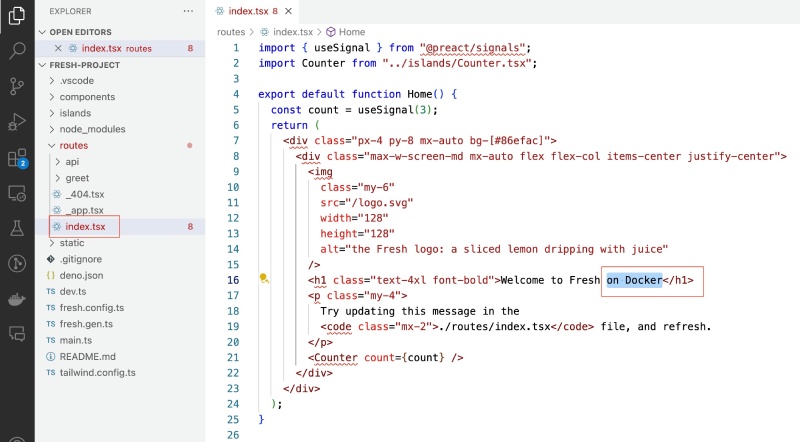 EXPLORER
OPEN EDITORS
index.tsx routes 8
FRESH-PROJECT
.vscode
components
islands
node_modules
routes
api
greet
_404.tsx
_app.tsx
index.tsx 8
static
.gitignore
deno.json
dev.ts
fresh.config.ts
fresh.gen.ts
main.ts
README.md
tailwind.config.ts
2
index.tsx 8
routes > index.tsx > Home
1 import { useSignal } from "@preact/signals";
2 import Counter from "../islands/Counter.tsx";
3
4 export default function Home() {
5 const count = useSignal(3);
6 return (
7 <div class="px-4 py-8 mx-auto bg-[#86efac]">
8 <div class="max-w-screen-md mx-auto flex flex-col items-center justify-center">
9 <img
10 class="my-6"
11 src="/logo.svg"
12 width="128"
13 height="128"
14 alt="the Fresh logo: a sliced lemon dripping with juice"
15 />
16 <h1 class="text-4xl font-bold">Welcome to Fresh on Docker</h1>
17 <p class="my-4">
18 Try updating this message in the
19 <code class="mx-2">./routes/index.tsx</code> file, and refresh.
20 </p>
21 <Counter count={count} />
22 </div>
23 </div>
24 );
25 }
26